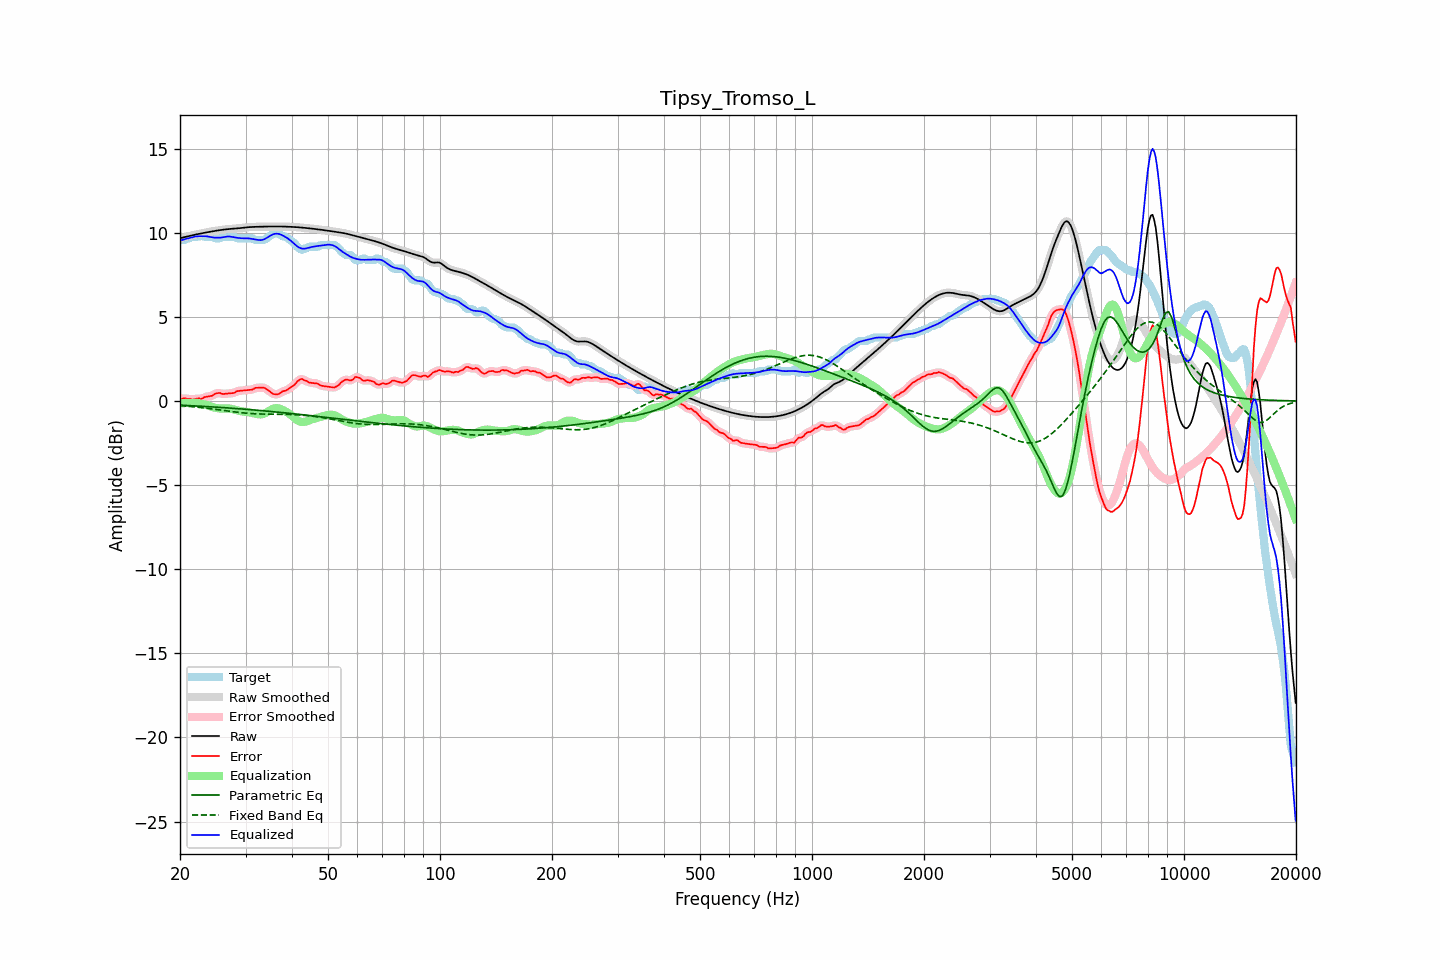 Tipsy_Tromso_L
15
10
5
0
−5
−10
−15
−20
−25
Amplitude (dBr)
Target
Raw Smoothed
Error Smoothed
Raw
Error
Equalization
Parametric Eq
Fixed Band Eq
Equalized
20 50 100 200 500 1000 2000 5000 10000 20000
Frequency (Hz)